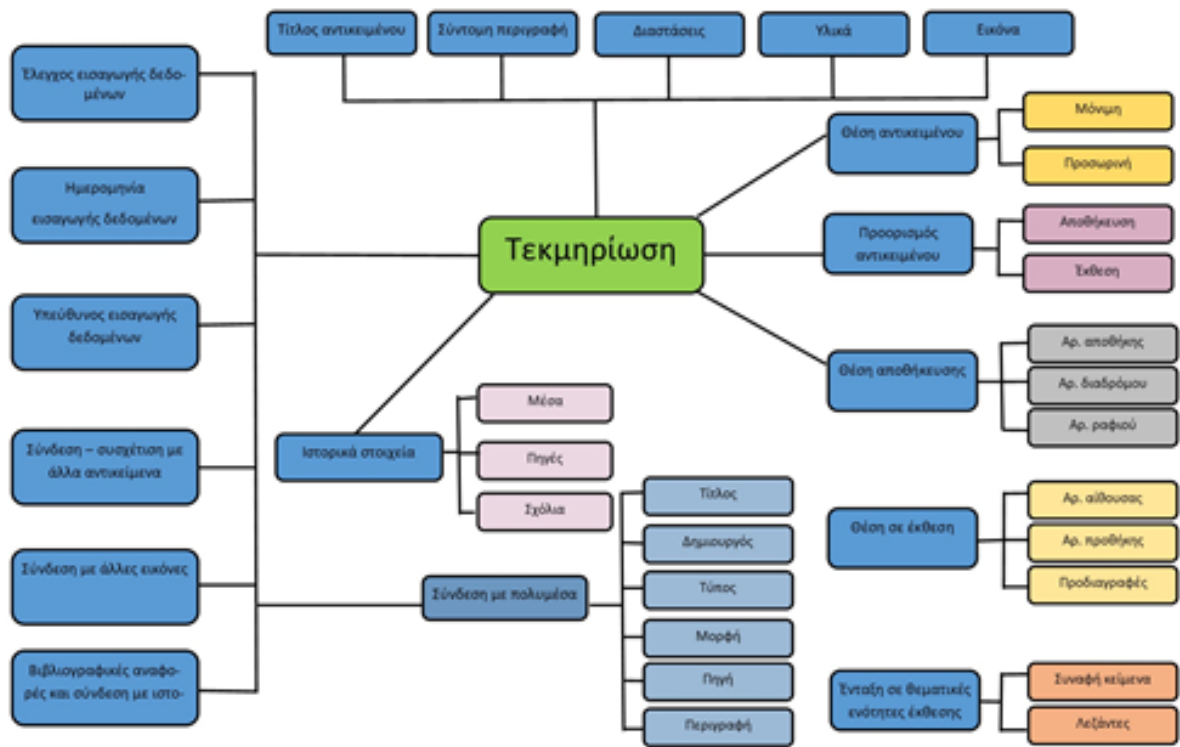 Τίτλος αντικειμένου
Σύντομη περιγραφή
Διαστάσεις
Υλικά
Εικόνα
Έλεγχος εισαγωγής δεδο-
μένων
Ημερομηνία
εισαγωγής δεδομένων
Υπεύθυνος εισαγωγής
δεδομένων
Σύνδεση – συσχέτιση με
άλλα αντικείμενα
Σύνδεση με άλλες εικόνες
Βιβλιογραφικές αναφο-
ρές και σύνδεση με ιστο-
Τεκμηρίωση
Θέση αντικειμένου
Μόνιμη
Προσωρινή
Προορισμός
αντικειμένου
Αποθήκευση
Έκθεση
Θέση αποθήκευσης
Αρ. αποθήκης
Αρ. διαδρόμου
Αρ. ραφιού
Ιστορικά στοιχεία
Μέσα
Πηγές
Σχόλια
Σύνδεση με πολυμέσα
Τίτλος
Δημιουργός
Τύπος
Μορφή
Πηγή
Περιγραφή
Θέση σε έκθεση
Αρ. αίθουσας
Αρ. προθήκης
Προδιαγραφές
Ένταξη σε θεματικές
ενότητες έκθεσης
Συναφή κείμενα
Λεζάντες